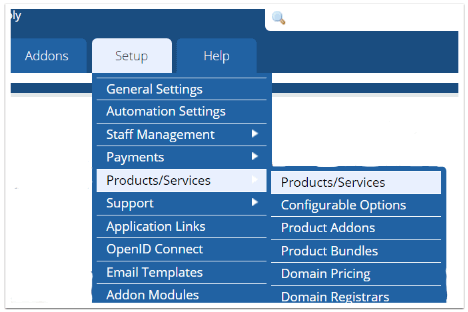 ply
Addons
Setup
Help
General Settings
Automation Settings
Staff Management
Payments
Products/Services
Support
Application Links
OpenID Connect
Email Templates
Addon Modules
Products/Services
Configurable Options
Product Addons
Product Bundles
Domain Pricing
Domain Registrars